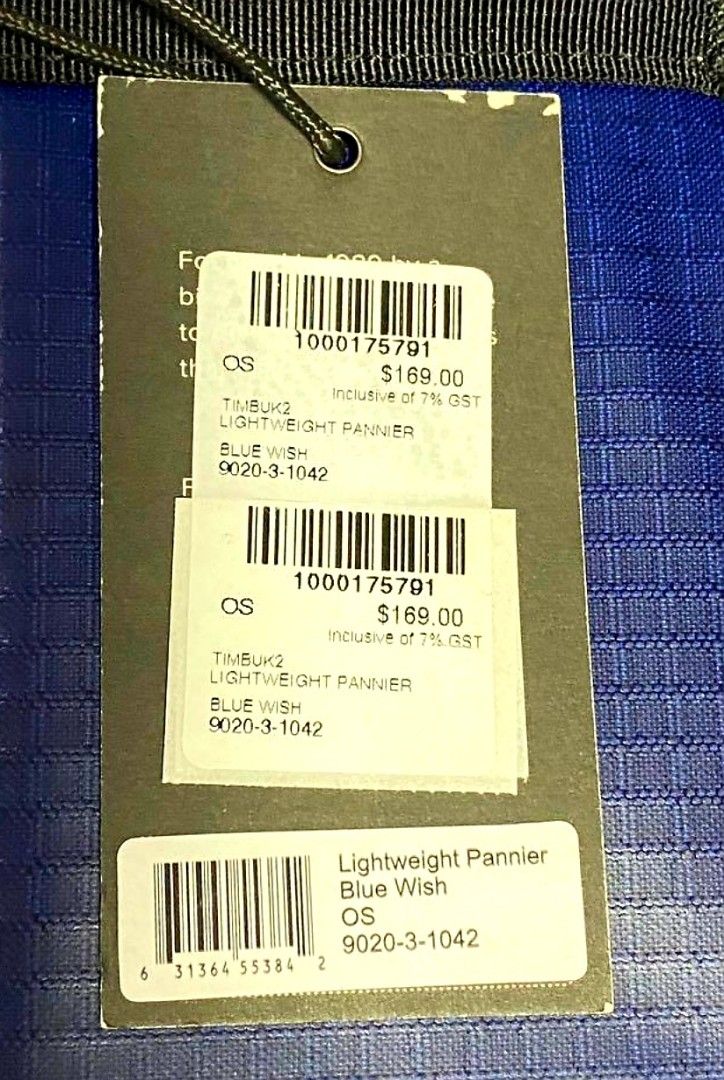 1000175791
OS
$169.00
Inclusive of 7% GST
TIMBUK2
LIGHTWEIGHT PANNIER
BLUE WISH
9020-3-1042
1000175791
OS
$169.00
Inclusive of 7% GST
TIMBUK2
LIGHTWEIGHT PANNIER
BLUE WISH
9020-3-1042
Lightweight Pannier
Blue Wish
OS
9020-3-1042
6 31364 55384 2